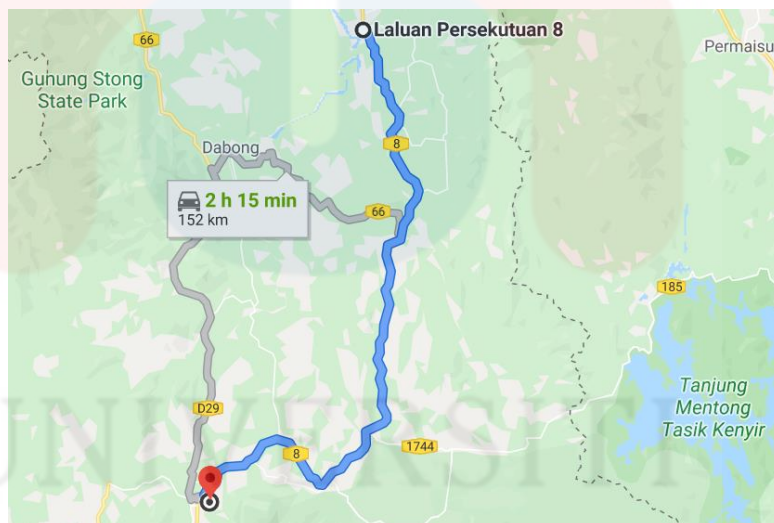 Laluan Persekutuan 8
66
Permaisu
Gunung Stong
State Park
Dabong
8
2 h 15 min
152 km
66
185
Tanjung
Mentong
Tasik Kenyir
D29
1744
8
UNIVERSITI